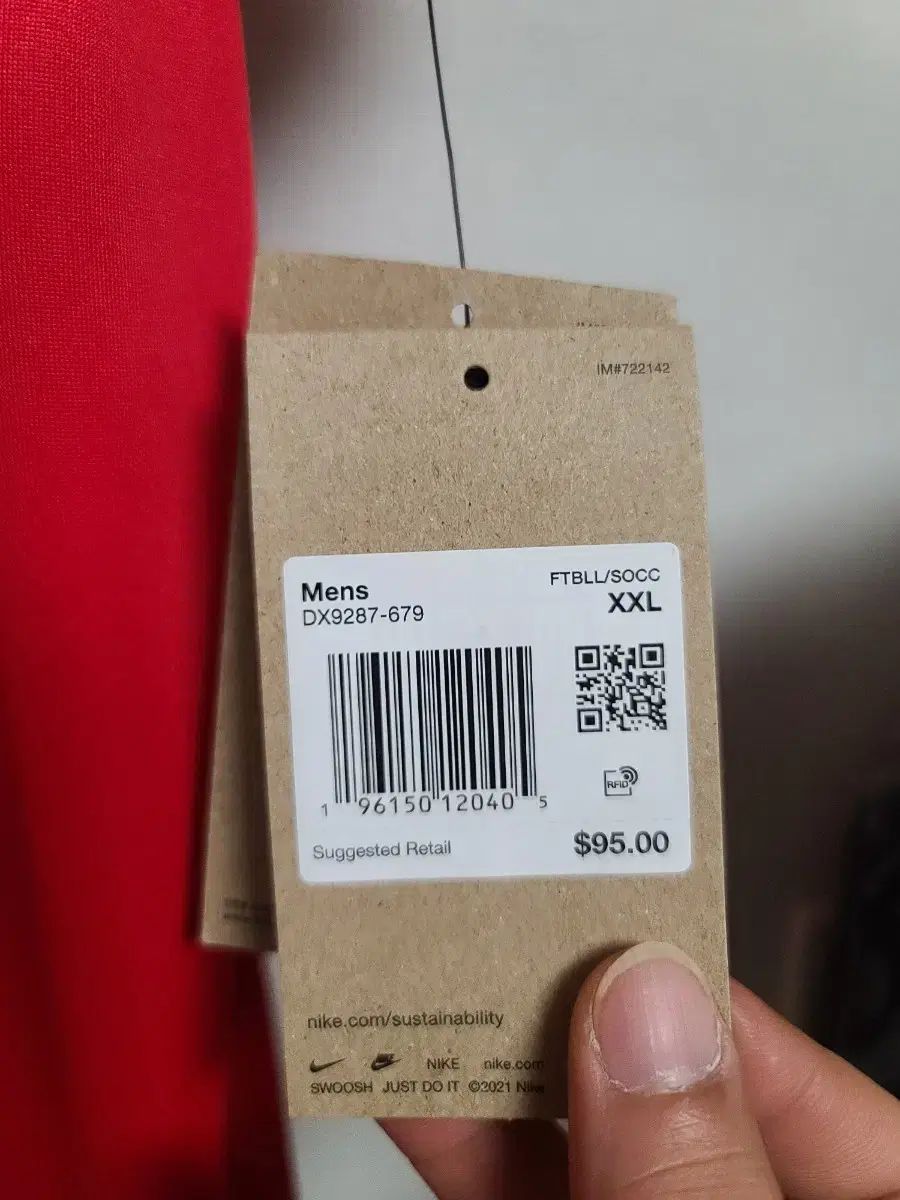 IM#722142
Mens
FTBLL/SOCC
DX9287-679
XXL
RFID
1 96150 12040 5
Suggested Retail
$95.00
nike.com/sustainability
NIKE nike.com
SWOOSH JUST DO IT ©2021 Nike